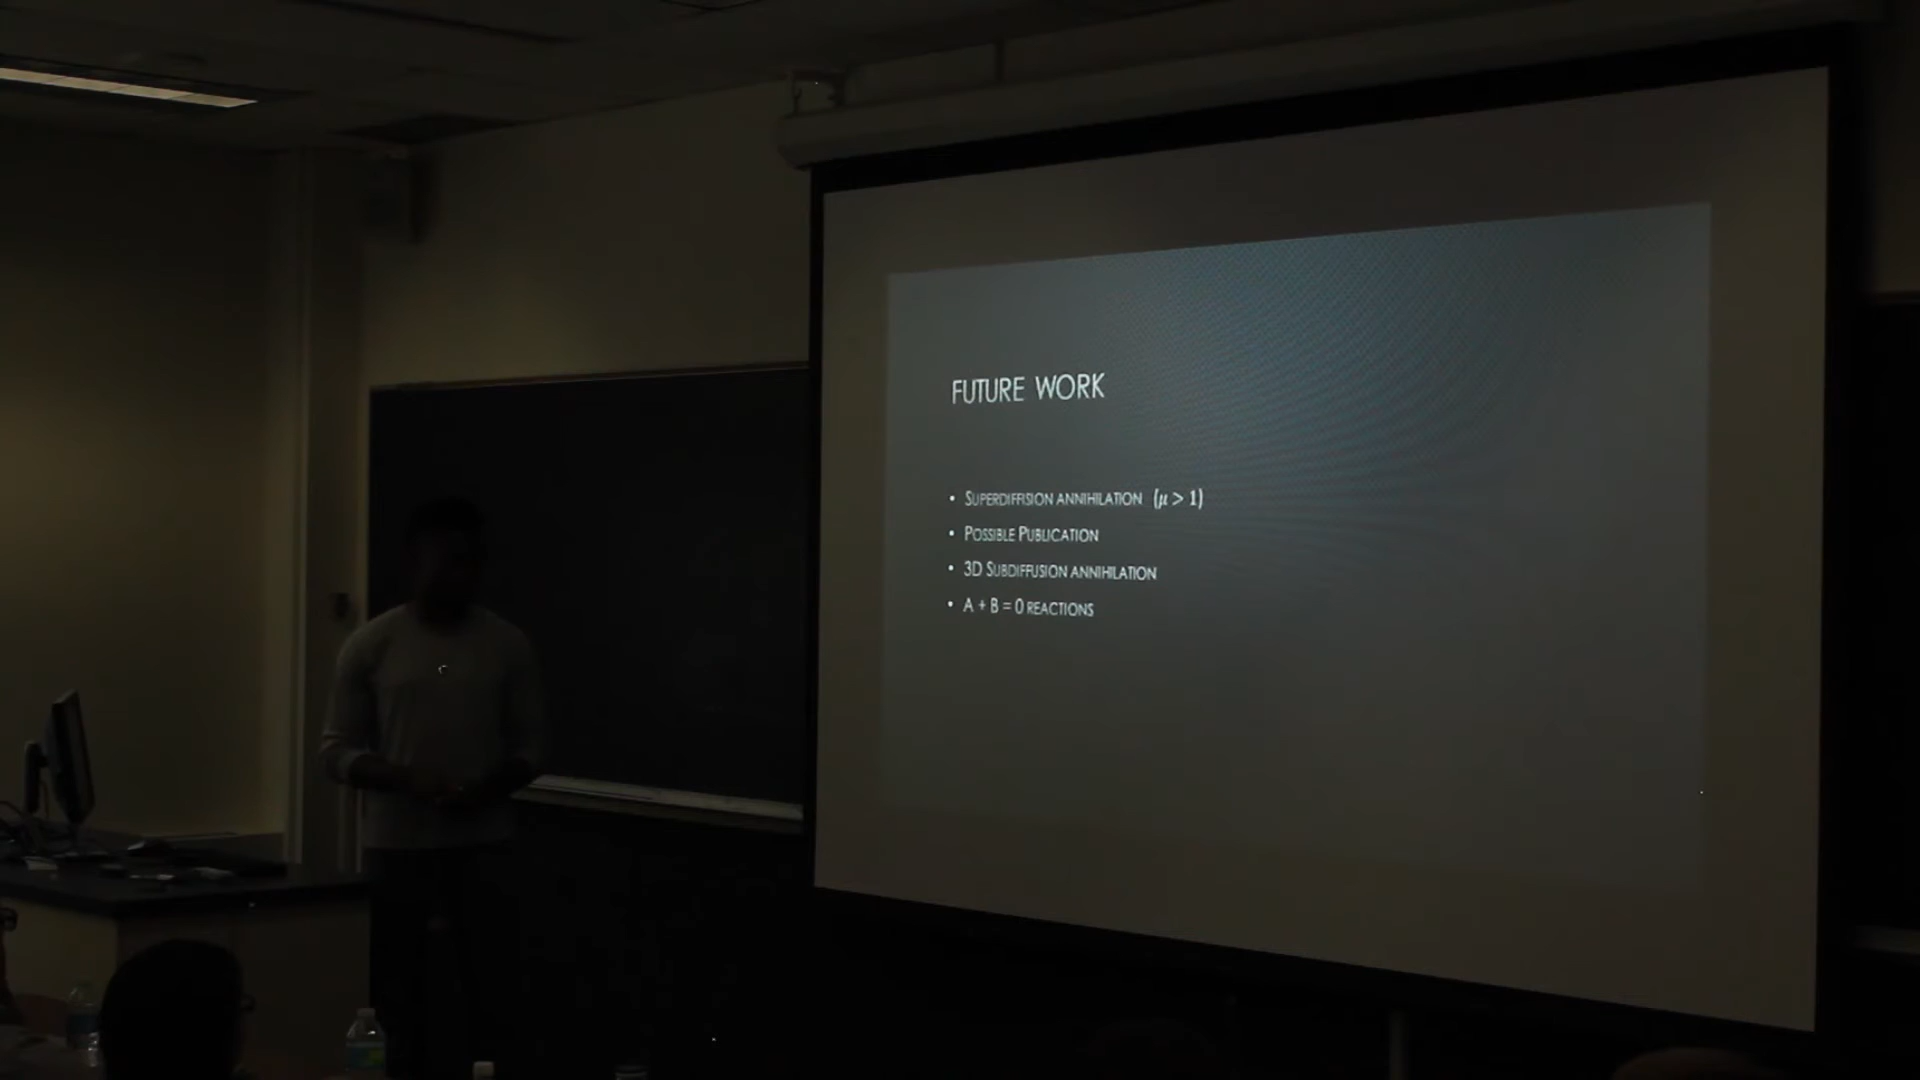 FUTURE WORK
• SUPERDIFFISION ANNIHILATION (μ > 1)
• POSSIBLE PUBLICATION
• 3D SUBDIFFUSION ANNIHILATION
• A + B = 0 REACTIONS